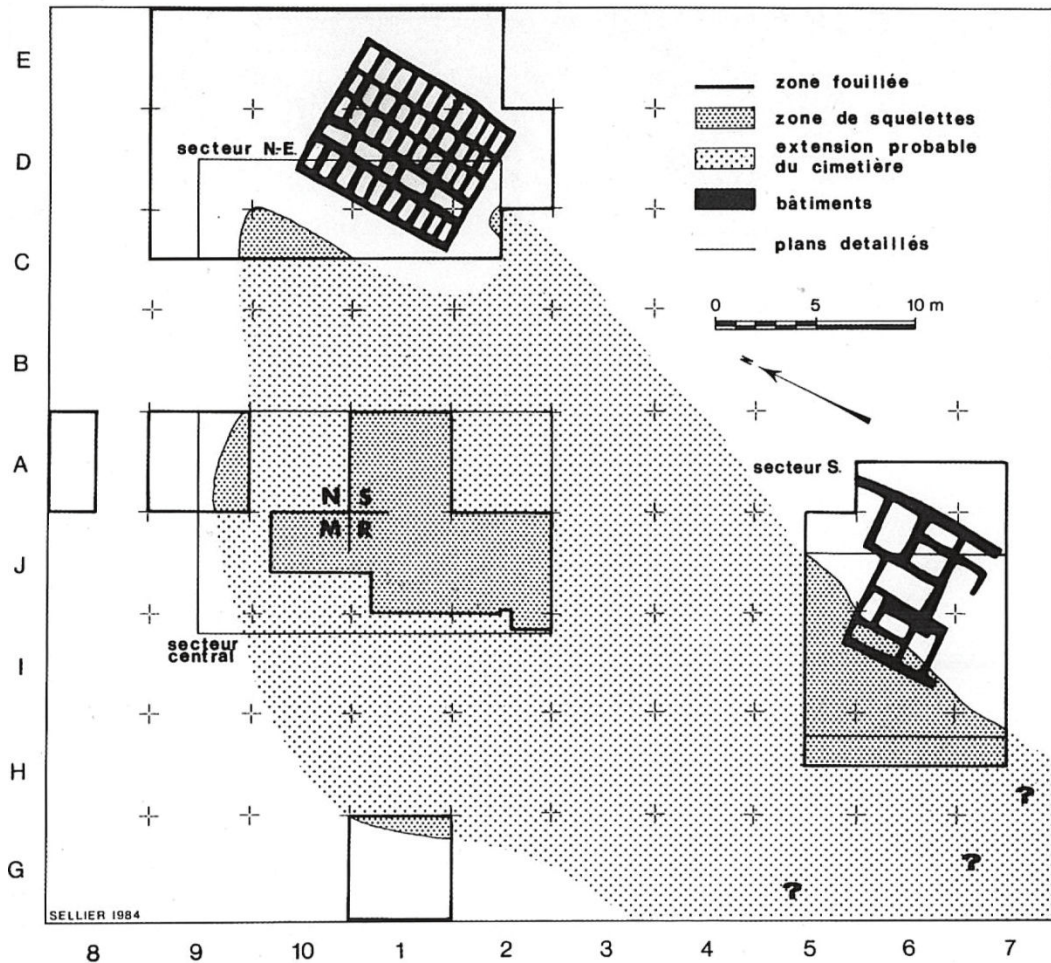 E
D
C
B
A
J
I
H
G
secteur N.-E.
zone fouillée
zone de squelettes
extension probable
du cimetière
bâtiments
plans detaillés
0 5 10 m
N
secteur S.
N S
M R
secteur
central
?
?
?
SELLIER 1984
8 9 10 1 2 3 4 5 6 7